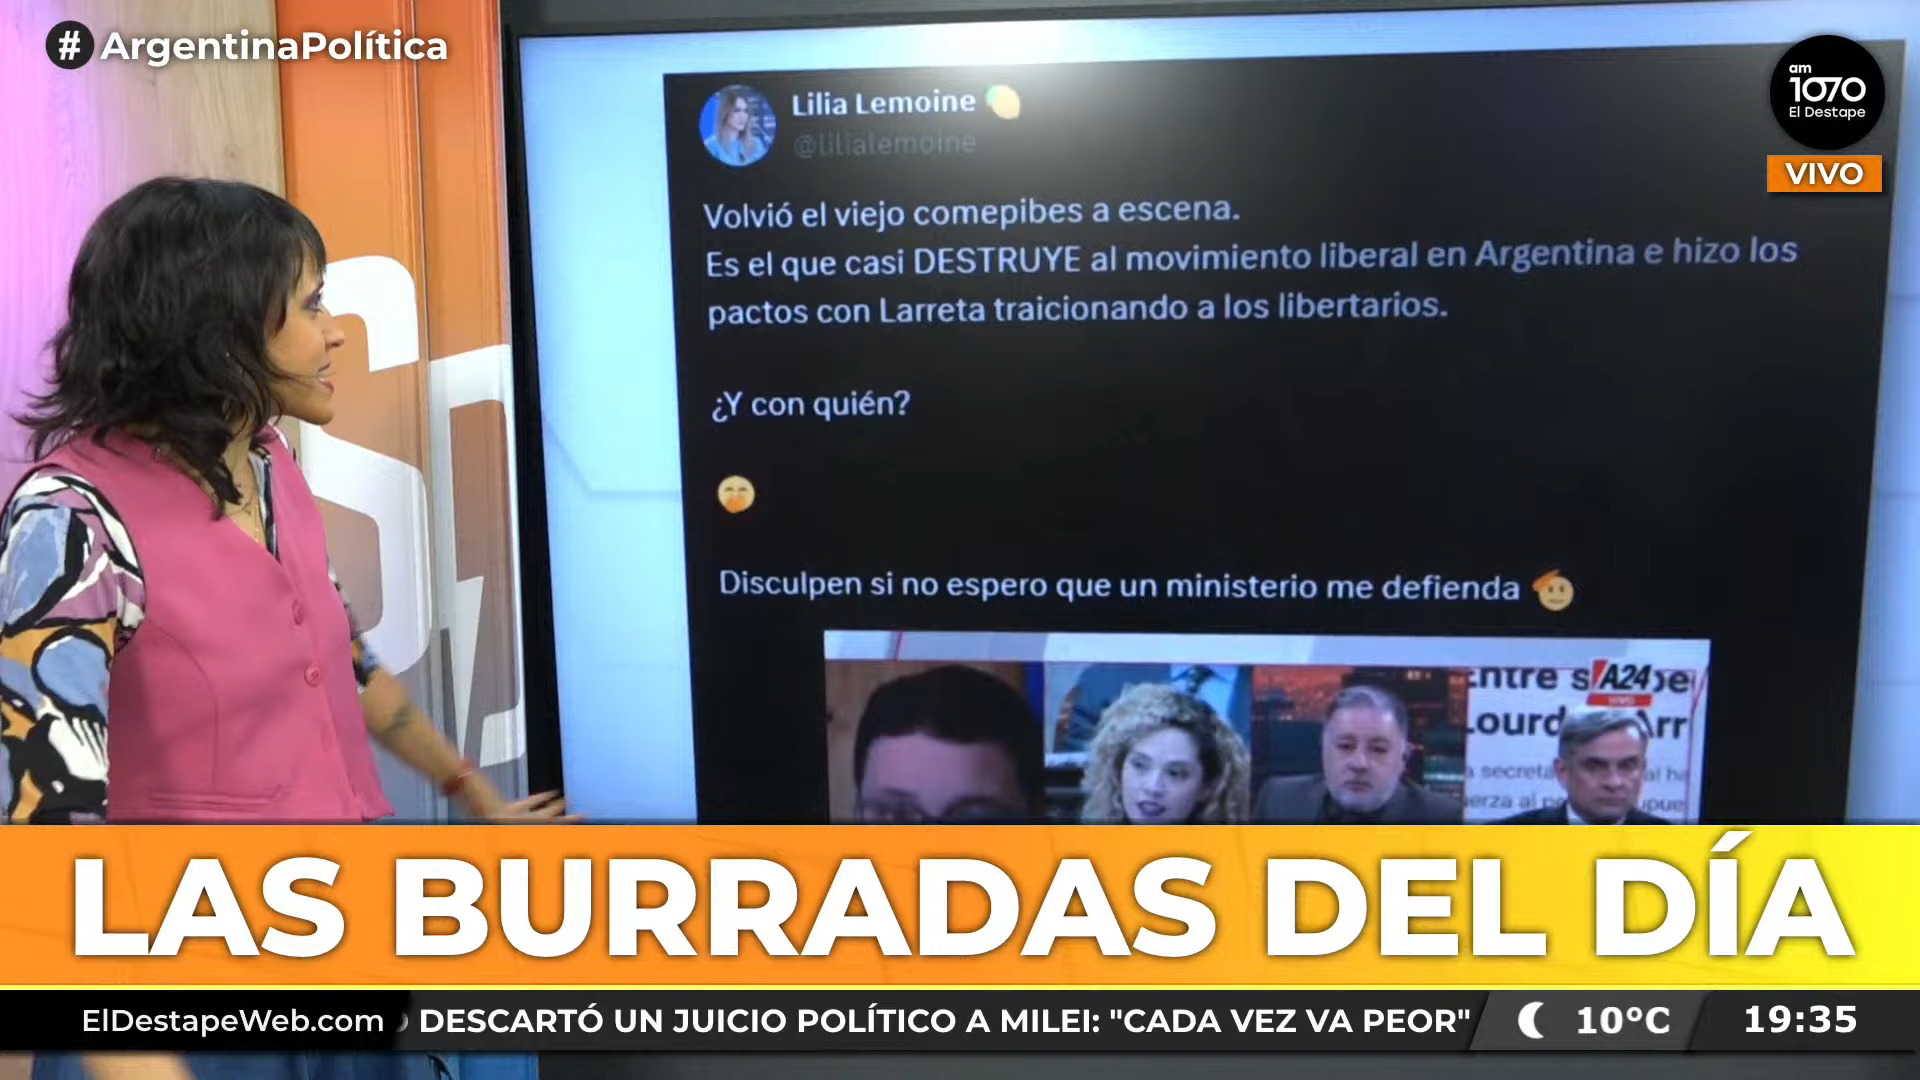 # ArgentinaPolítica
am
1070
El Destape
VIVO
Lilia Lemoine 🍋
@lilialemoine
Volvió el viejo comepibes a escena.
Es el que casi DESTRUYE al movimiento liberal en Argentina e hizo los
pactos con Larreta traicionando a los libertarios.
¿Y con quién?
Disculpen si no espero que un ministerio me defienda
A24
VIVO
LAS BURRADAS DEL DÍA
ElDestapeWeb.com
DESCARTÓ UN JUICIO POLÍTICO A MILEI: "CADA VEZ VA PEOR"
10°C
19:35